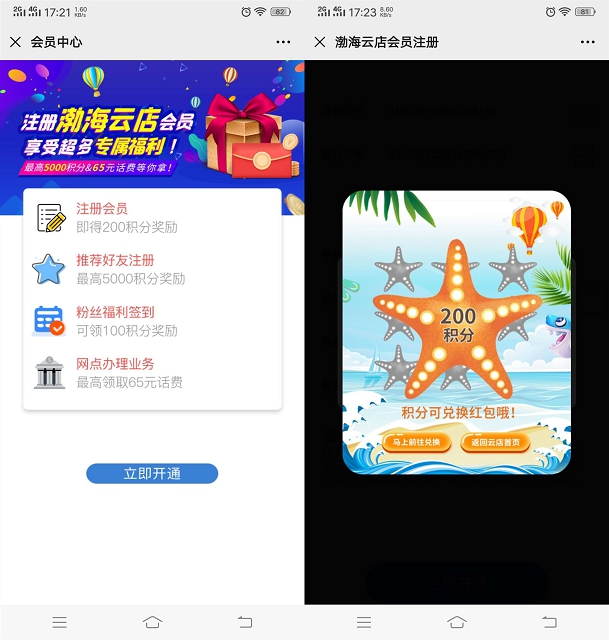 2G 4G 17:21 1.60 KB/s 82
会员中心
注册渤海云店会员
享受超多专属福利！
最高5000积分&65元话费等你拿！
注册会员
即得200积分奖励
推荐好友注册
最高5000积分奖励
粉丝福利签到
可领100积分奖励
网点办理业务
最高领取65元话费
立即开通
2G 4G 17:23 8.60 KB/s 81
渤海云店会员注册
200
积分
积分可兑换红包哦！
马上前往兑换
返回云店首页